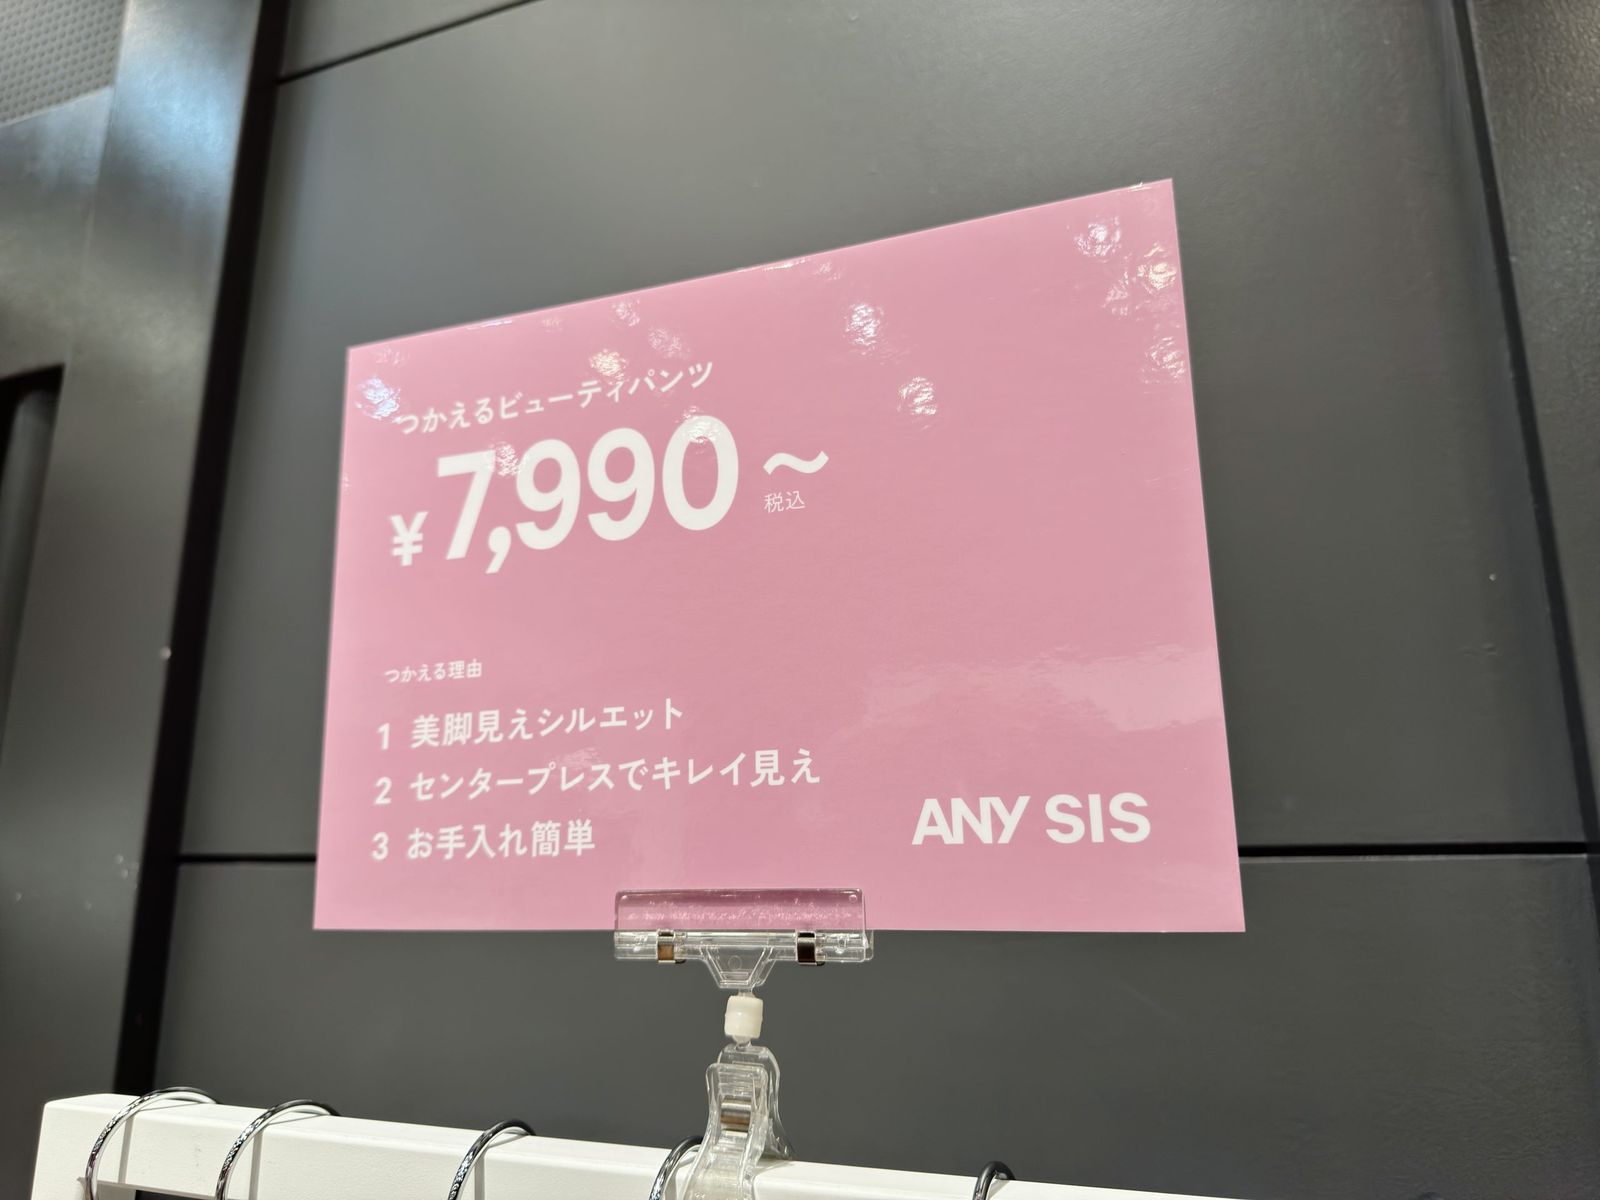 つかえるビューティパンツ
¥7,990~
税込
つかえる理由
1 美脚見えシルエット
2 センタープレスでキレイ見え
3 お手入れ簡単
ANY SIS